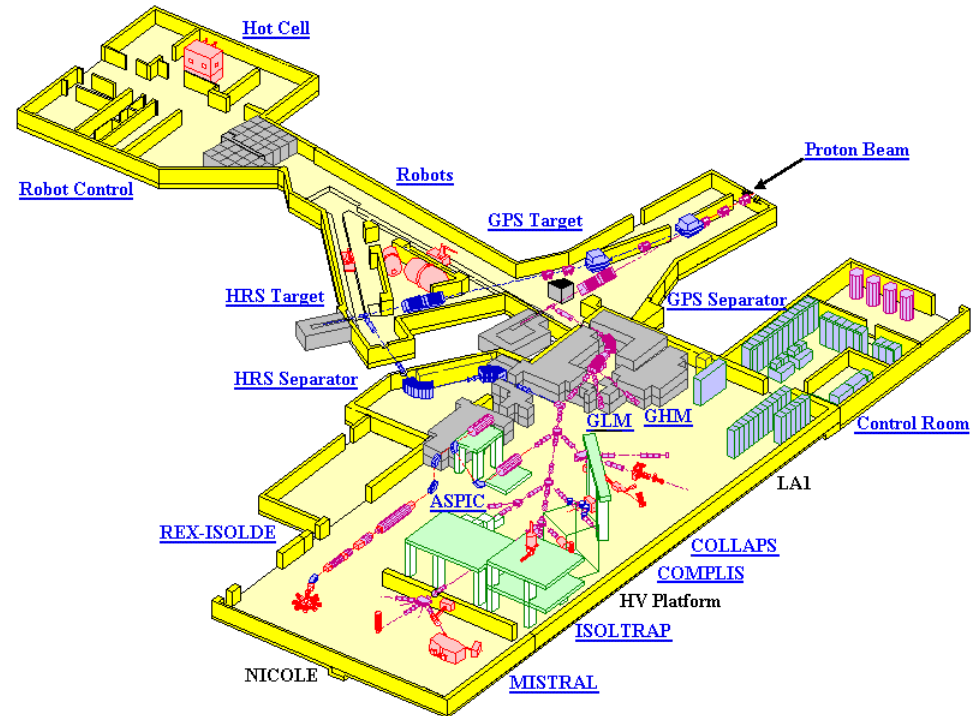 Hot Cell
Proton Beam
Robots
Robot Control
GPS Target
HRS Target
GPS Separator
HRS Separator
GLM
GHM
Control Room
LA1
ASPIC
REX-ISOLDE
COLLAPS
COMPLIS
HV Platform
ISOLTRAP
NICOLE
MISTRAL